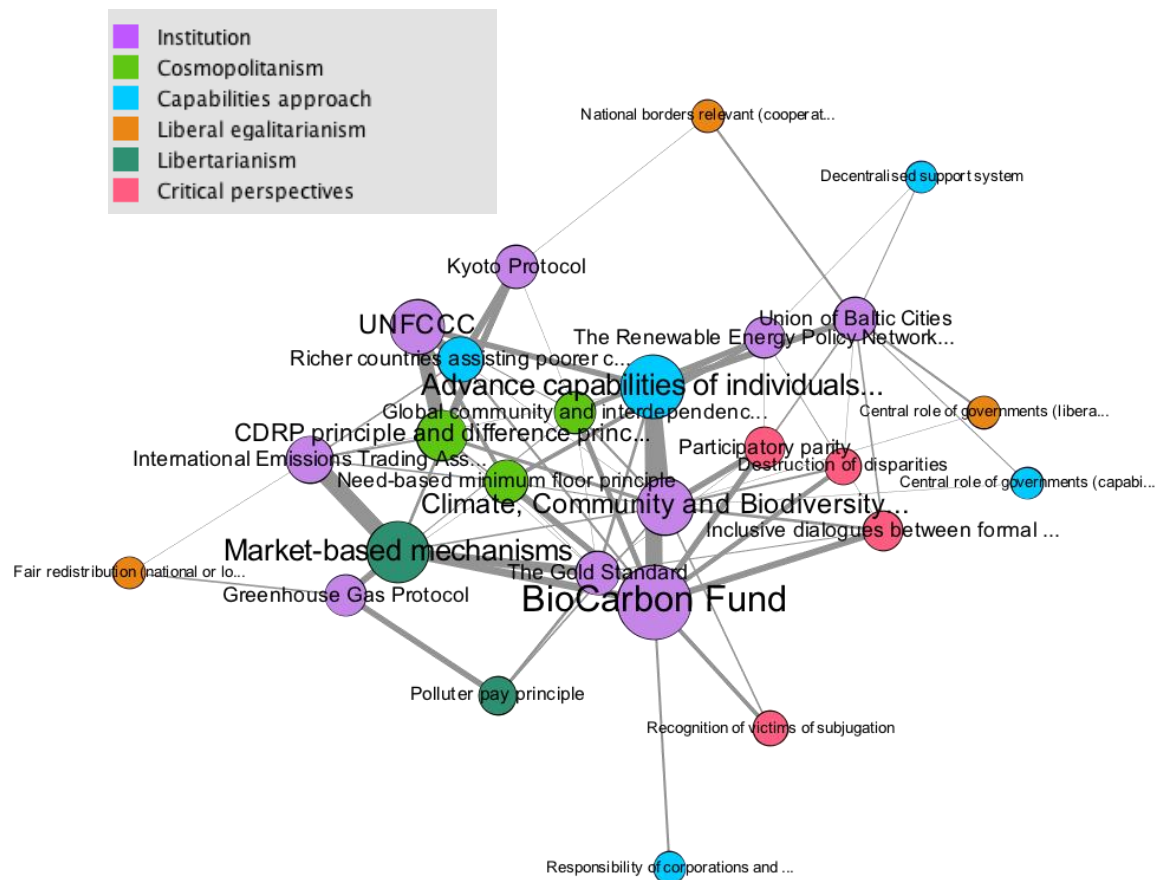 Institution
Cosmopolitanism
Capabilities approach
Liberal egalitarianism
Libertarianism
Critical perspectives
National borders relevant (cooperat...
Decentralised support system
Kyoto Protocol
UNFCCC
Union of Baltic Cities
The Renewable Energy Policy Network...
Richer countries assisting poorer c...
Advance capabilities of individuals...
Global community and interdependenc...
Central role of governments (libera...
CDRP principle and difference princ...
Participatory parity
International Emissions Trading Ass...
Destruction of disparities
Need-based minimum floor principle
Central role of governments (capabi...
Climate, Community and Biodiversity...
Inclusive dialogues between formal ...
Market-based mechanisms
The Gold Standard
Fair redistribution (national or lo...
Greenhouse Gas Protocol
BioCarbon Fund
Polluter pay principle
Recognition of victims of subjugation
Responsibility of corporations and ...